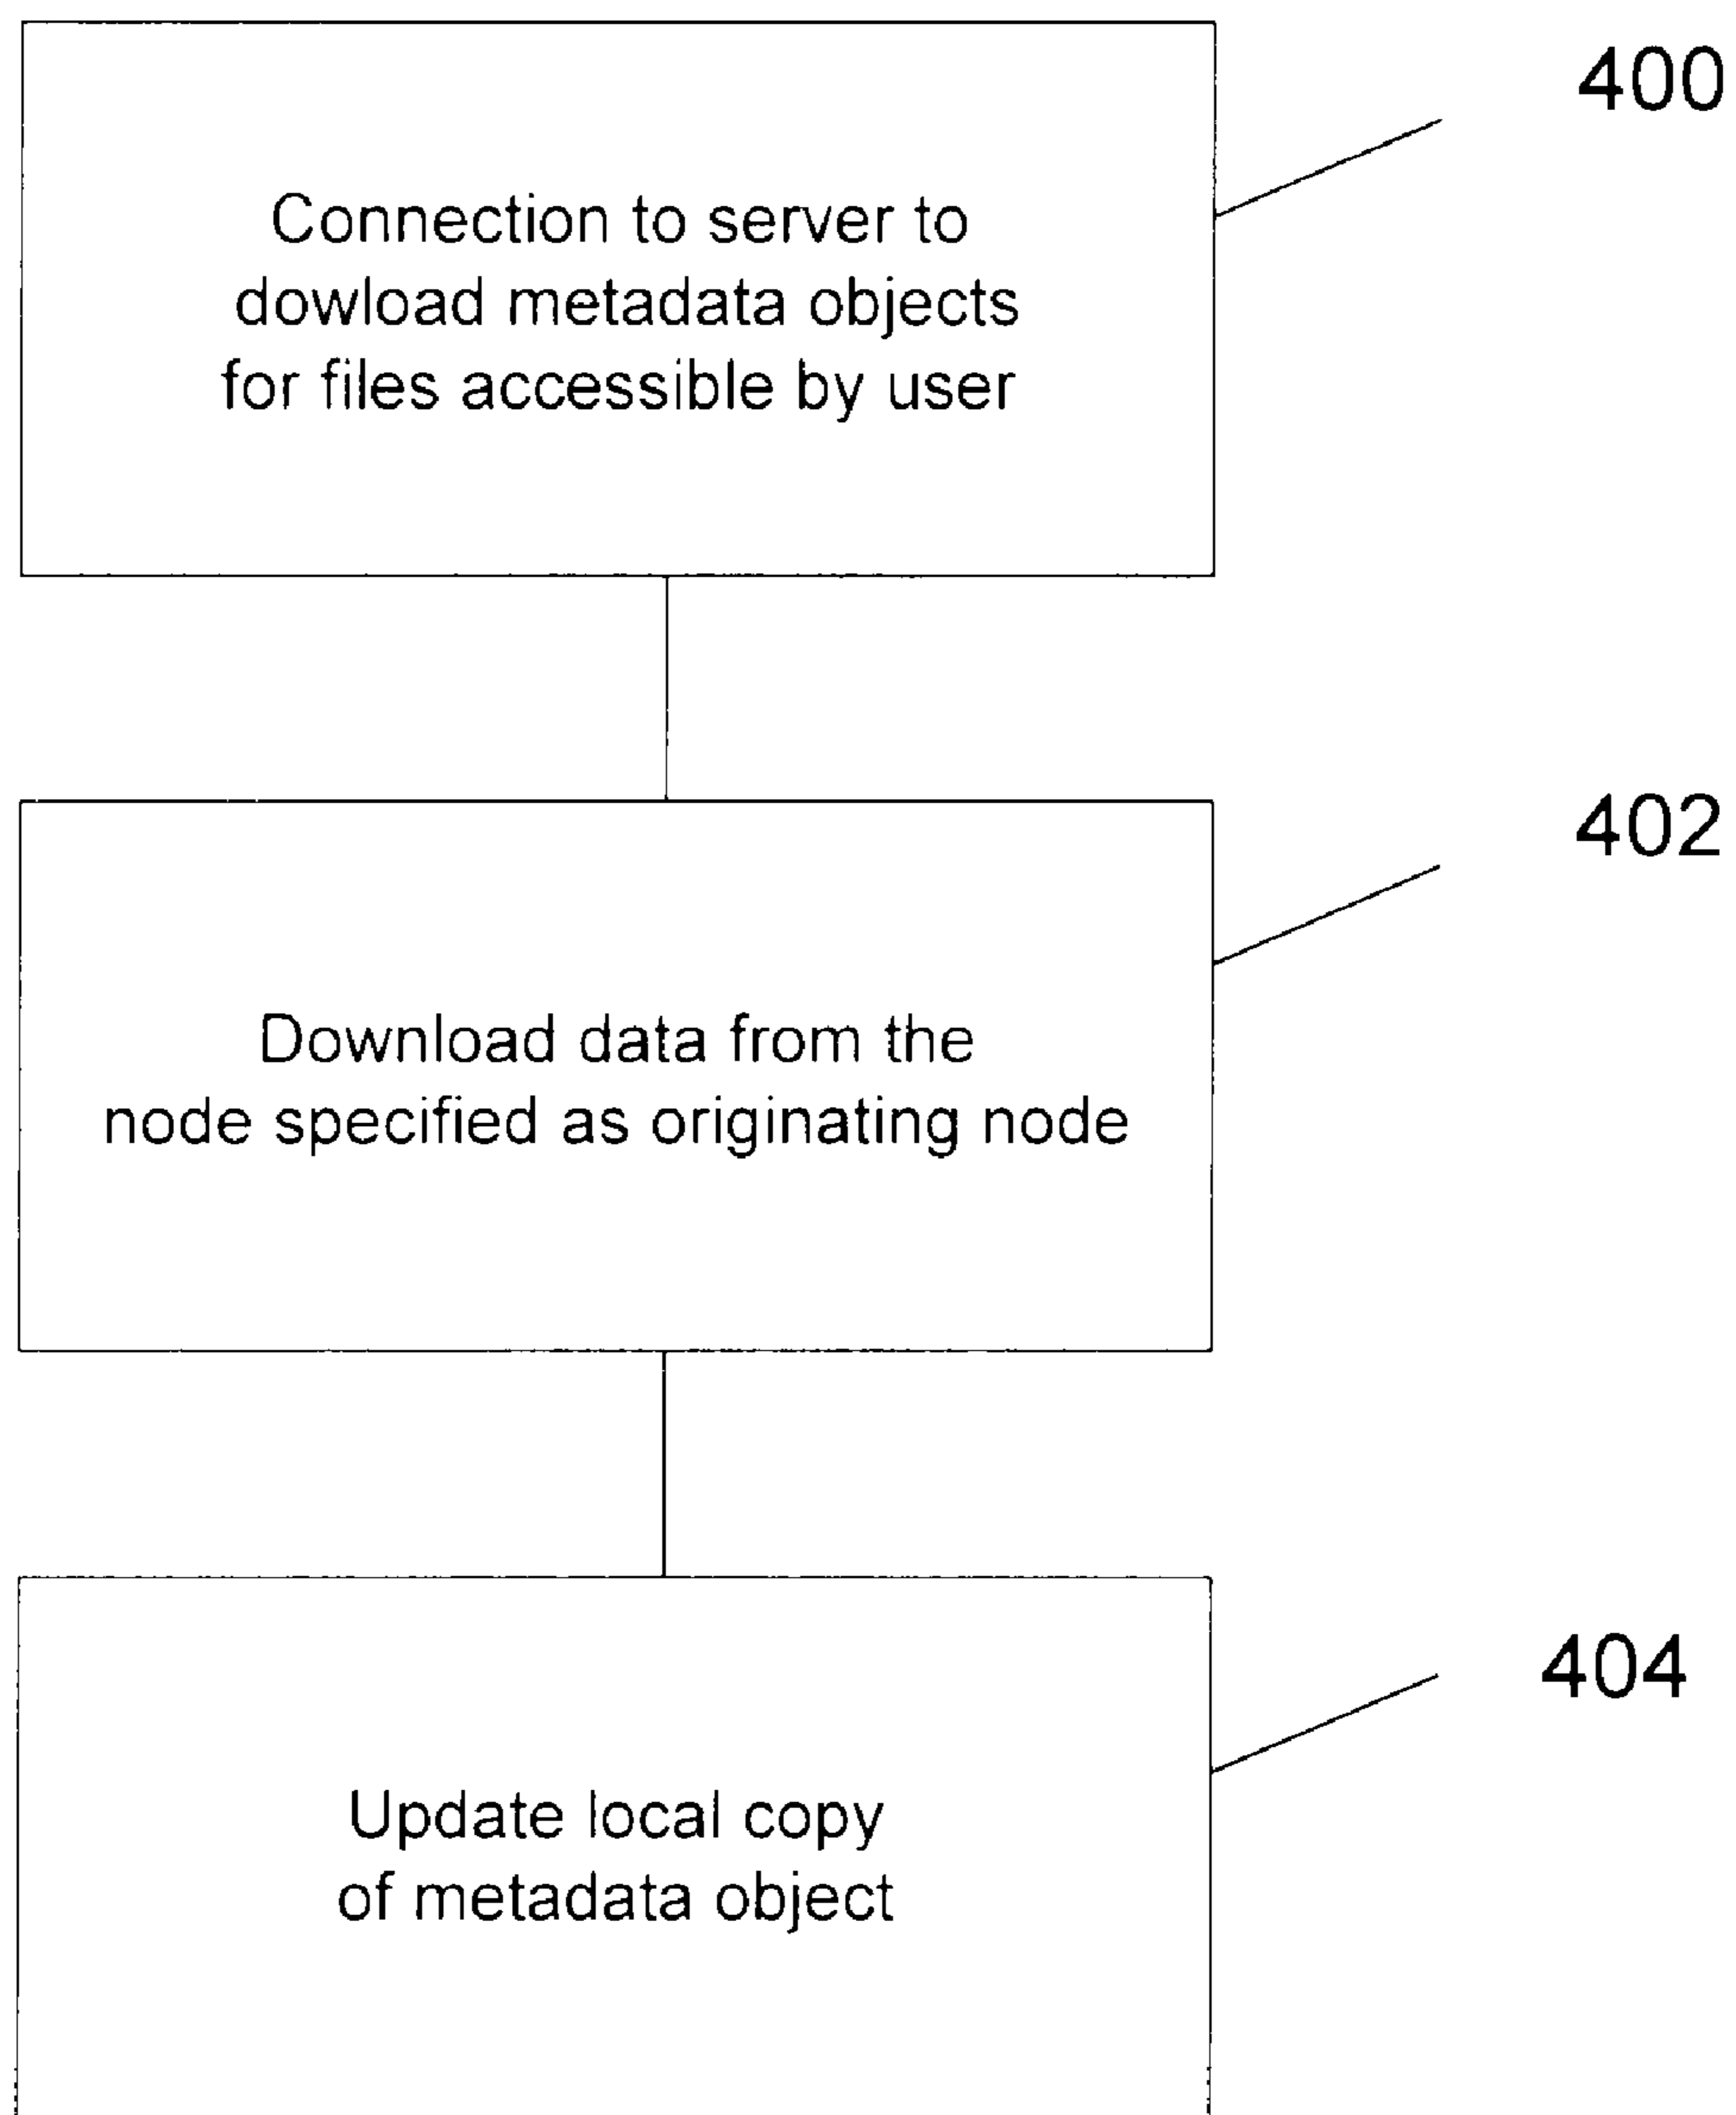 400
Connection to server to
dowload metadata objects
for files accessible by user
402
Download data from the
node specified as originating node
404
Update local copy
of metadata object